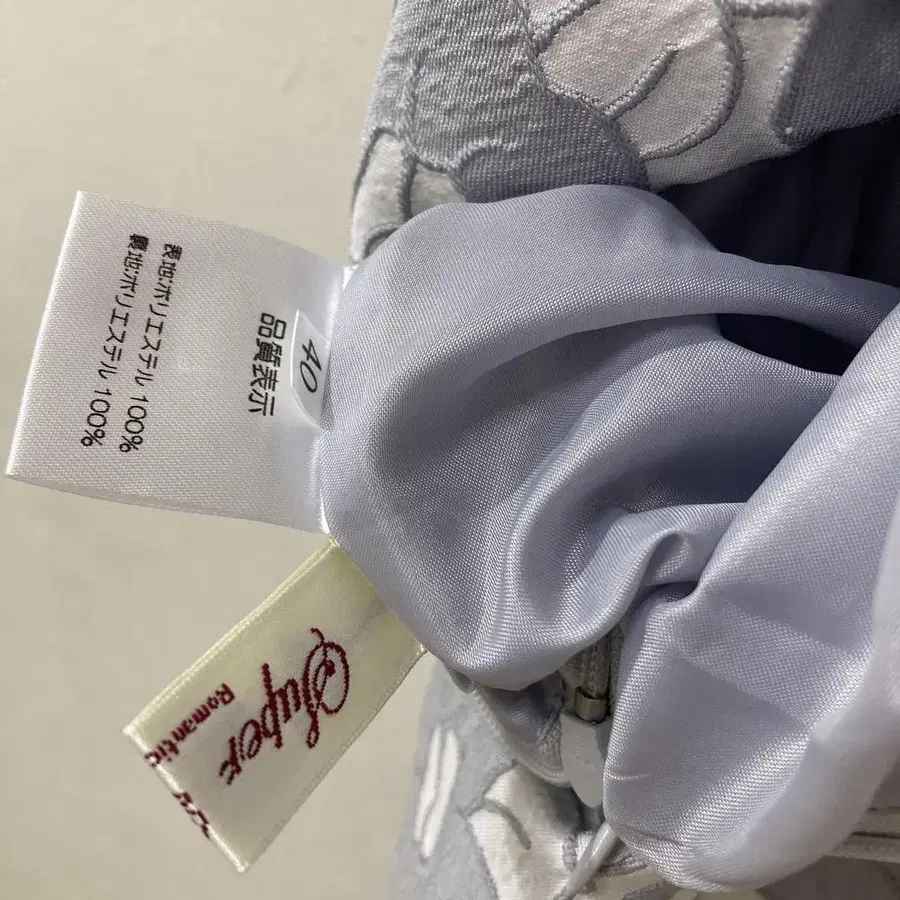 40
品質表示
表地:ポリエステル 100%
裏地:ポリエステル 100%
Super
Romantic